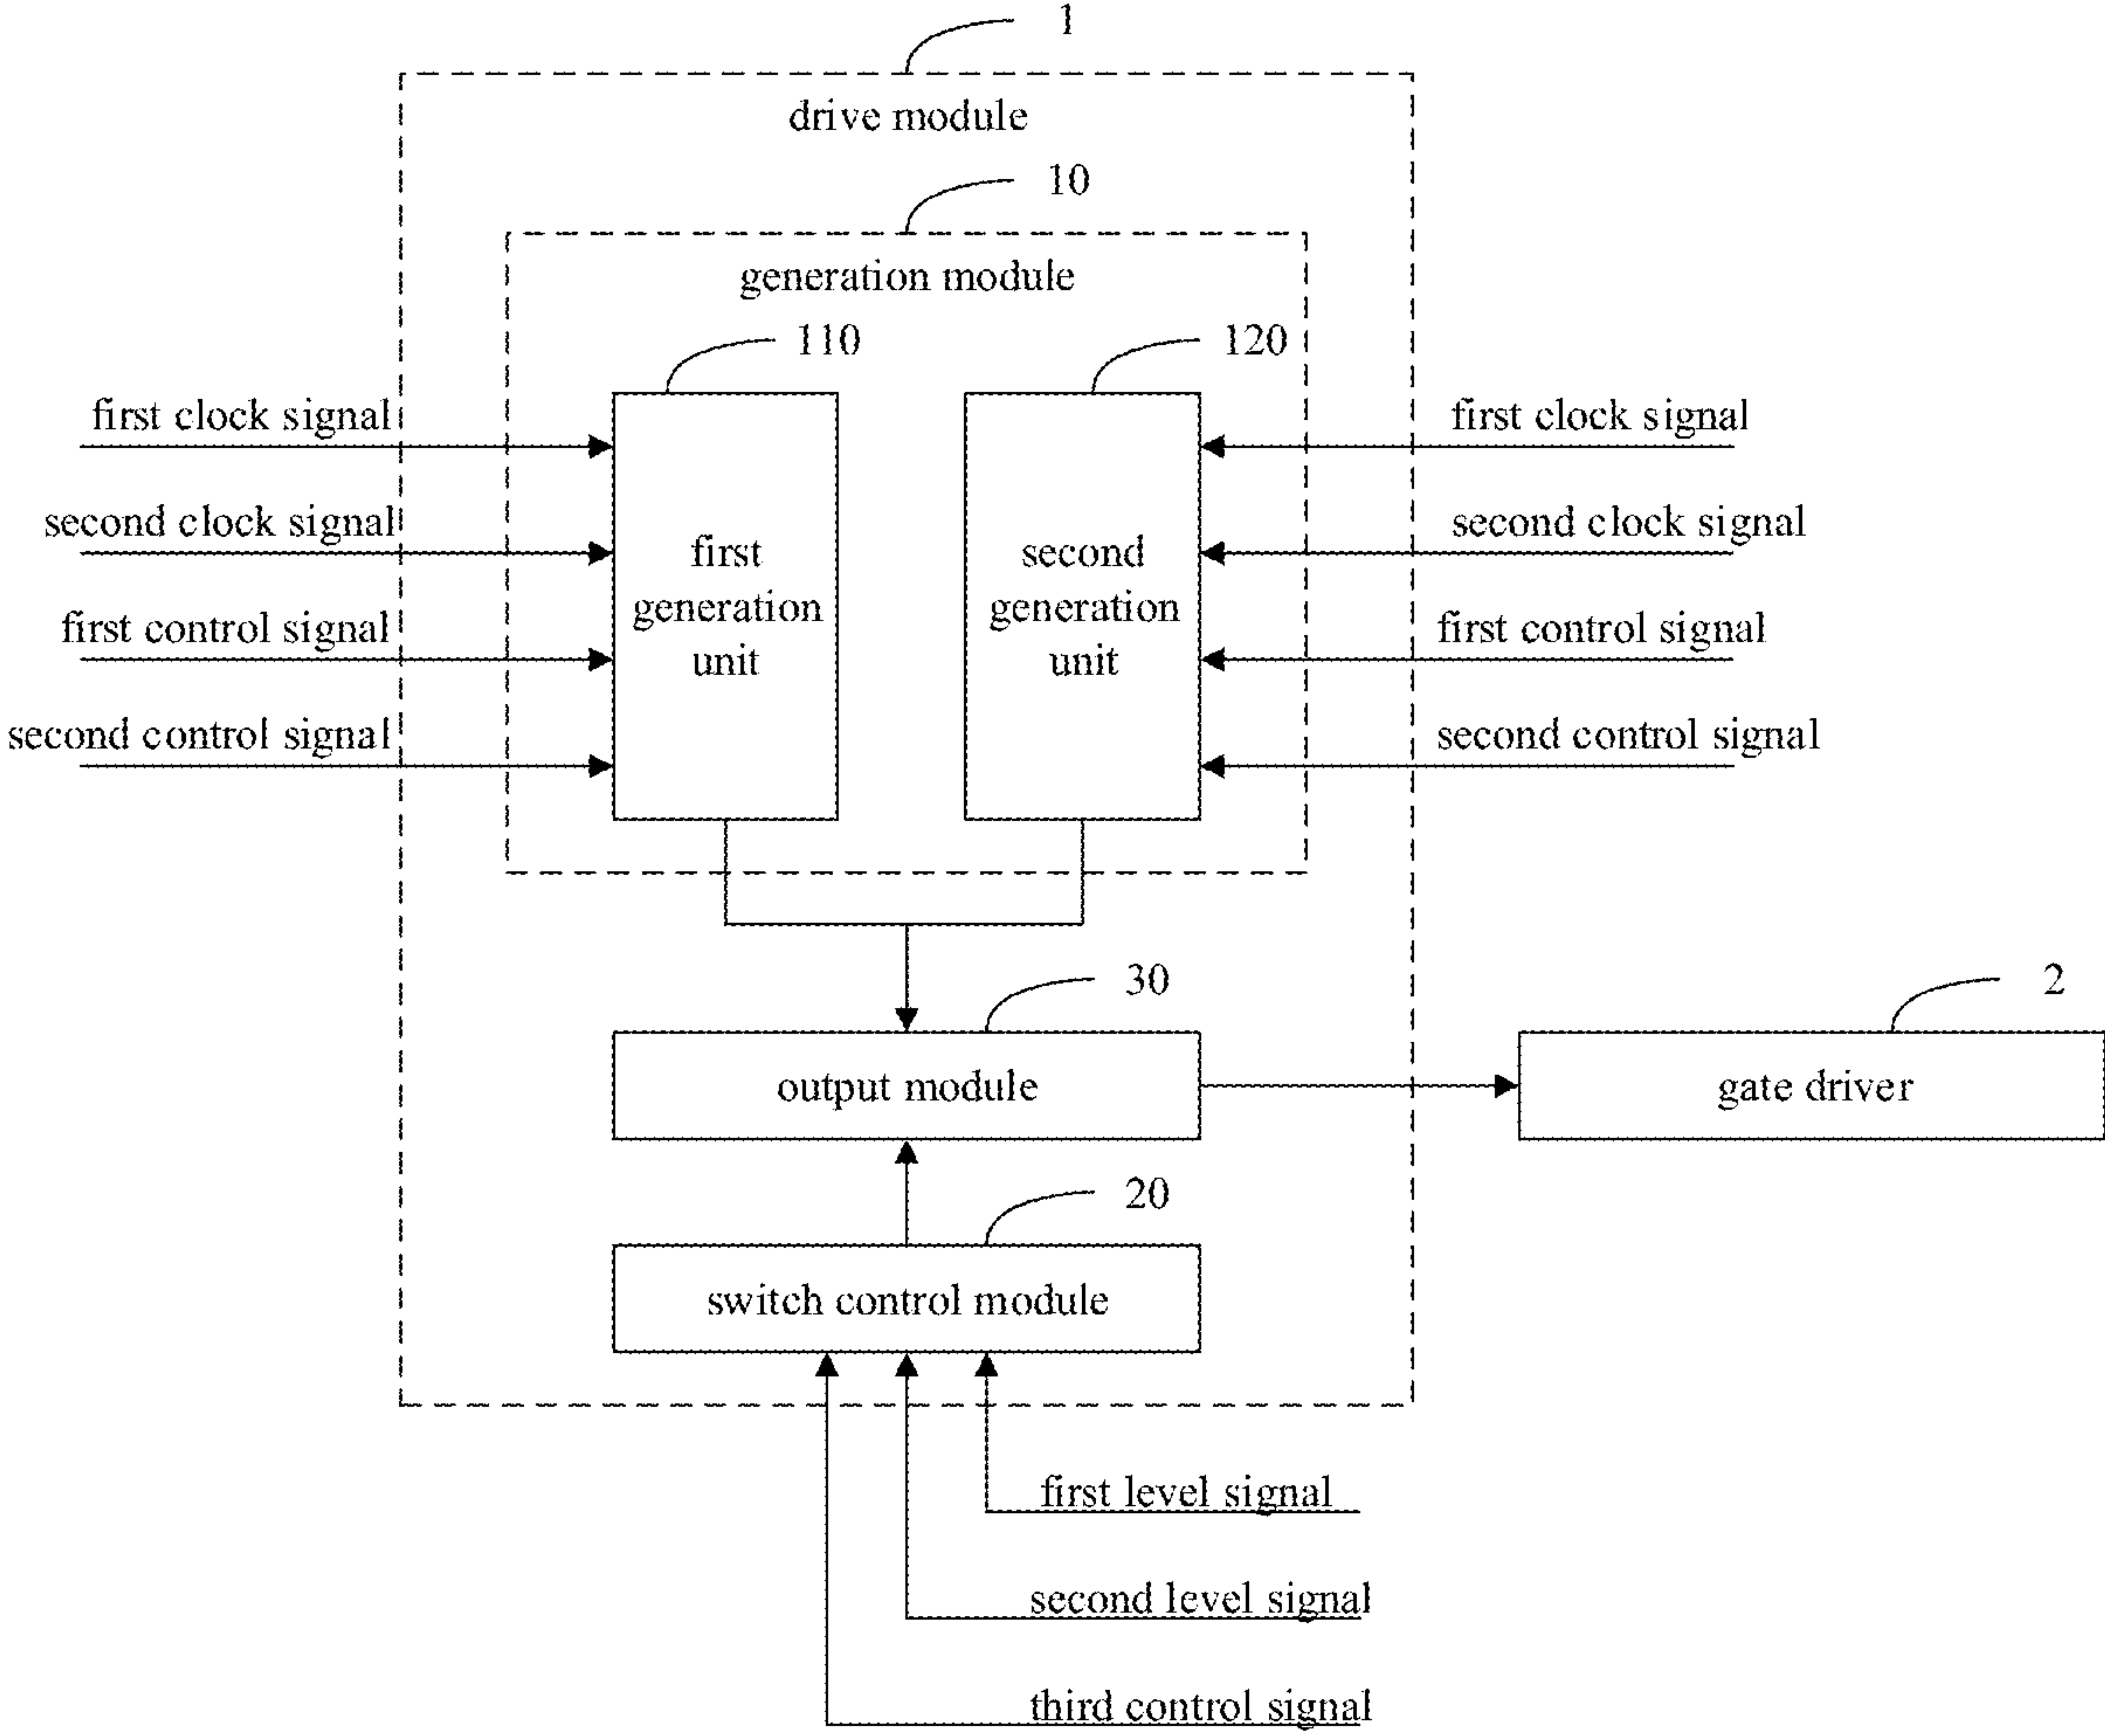 1
drive module
10
generation module
110
120
first clock signal
first clock signal
second clock signal
second clock signal
first
generation
unit
second
generation
unit
first control signal
first control signal
second control signal
second control signal
30
2
output module
gate driver
20
switch control module
first level signal
second level signal
third control signal